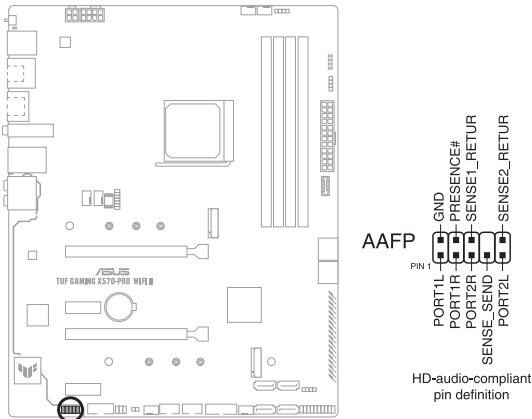 ASUS
TUF GAMING X570-PRO WIFI II
AAFP
PIN 1
GND
PRESENCE#
SENSE1_RETUR
SENSE2_RETUR
PORT1L
PORT1R
PORT2R
SENSE_SEND
PORT2L
HD-audio-compliant
pin definition